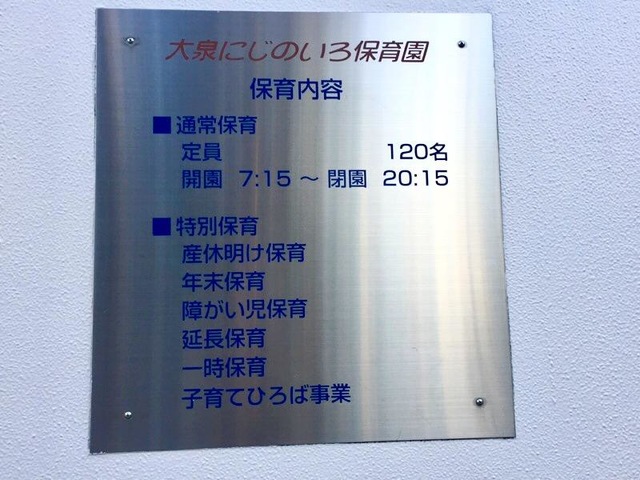 大泉にじのいろ保育園
保育内容
■ 通常保育
定員 120名
開園 7:15 ～ 閉園 20:15
■ 特別保育
産休明け保育
年末保育
障がい児保育
延長保育
一時保育
子育てひろば事業